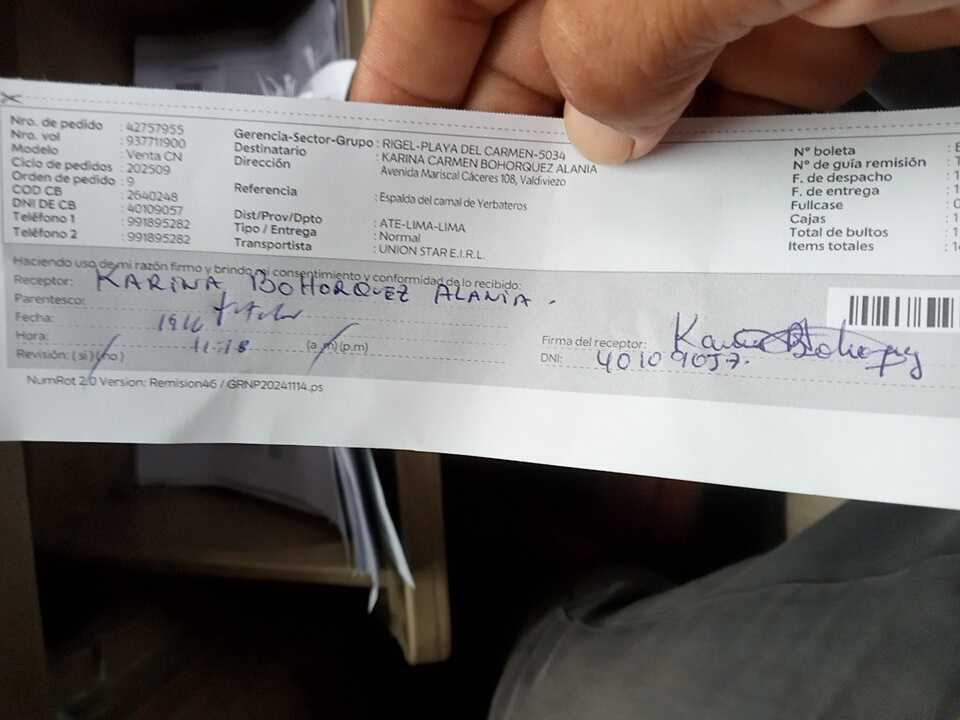 Nro. de pedido : 42757955
Nro. vol : 937711900
Modelo : Venta CN
Ciclo de pedidos : 202509
Orden de pedido : 9
COD CB : 2640248
DNI DE CB : 40109057
Teléfono 1 : 991895282
Teléfono 2 : 991895282
Gerencia-Sector-Grupo : RIGEL-PLAYA DEL CARMEN-5034
Destinatario : KARINA CARMEN BOHORQUEZ ALANIA
Dirección Avenida Mariscal Cáceres 108, Valdiviezo
Referencia : Espalda del camal de Yerbateros
Dist/Prov/Dpto : ATE-LIMA-LIMA
Tipo / Entrega : Normal
Transportista : UNION STAR E.I.R.L.
N° boleta :
N° de guía remisión :
F. de despacho : 1
F. de entrega : 1
Fullcase :
Cajas : 1
Total de bultos : 1
Items totales : 1
Haciendo uso de mi razón firmo y brindo mi consentimiento y conformidad de lo recibido:
Receptor: KARINA BOHORQUEZ ALANIA.
Parentesco: titular
Fecha:
Hora: 11:18 (a.m) (p.m)
Revisión: (si) (no)
Firma del receptor:
DNI: 40109057.
NumRot 2.0 Version: Remision46 / GRNP20241114.ps